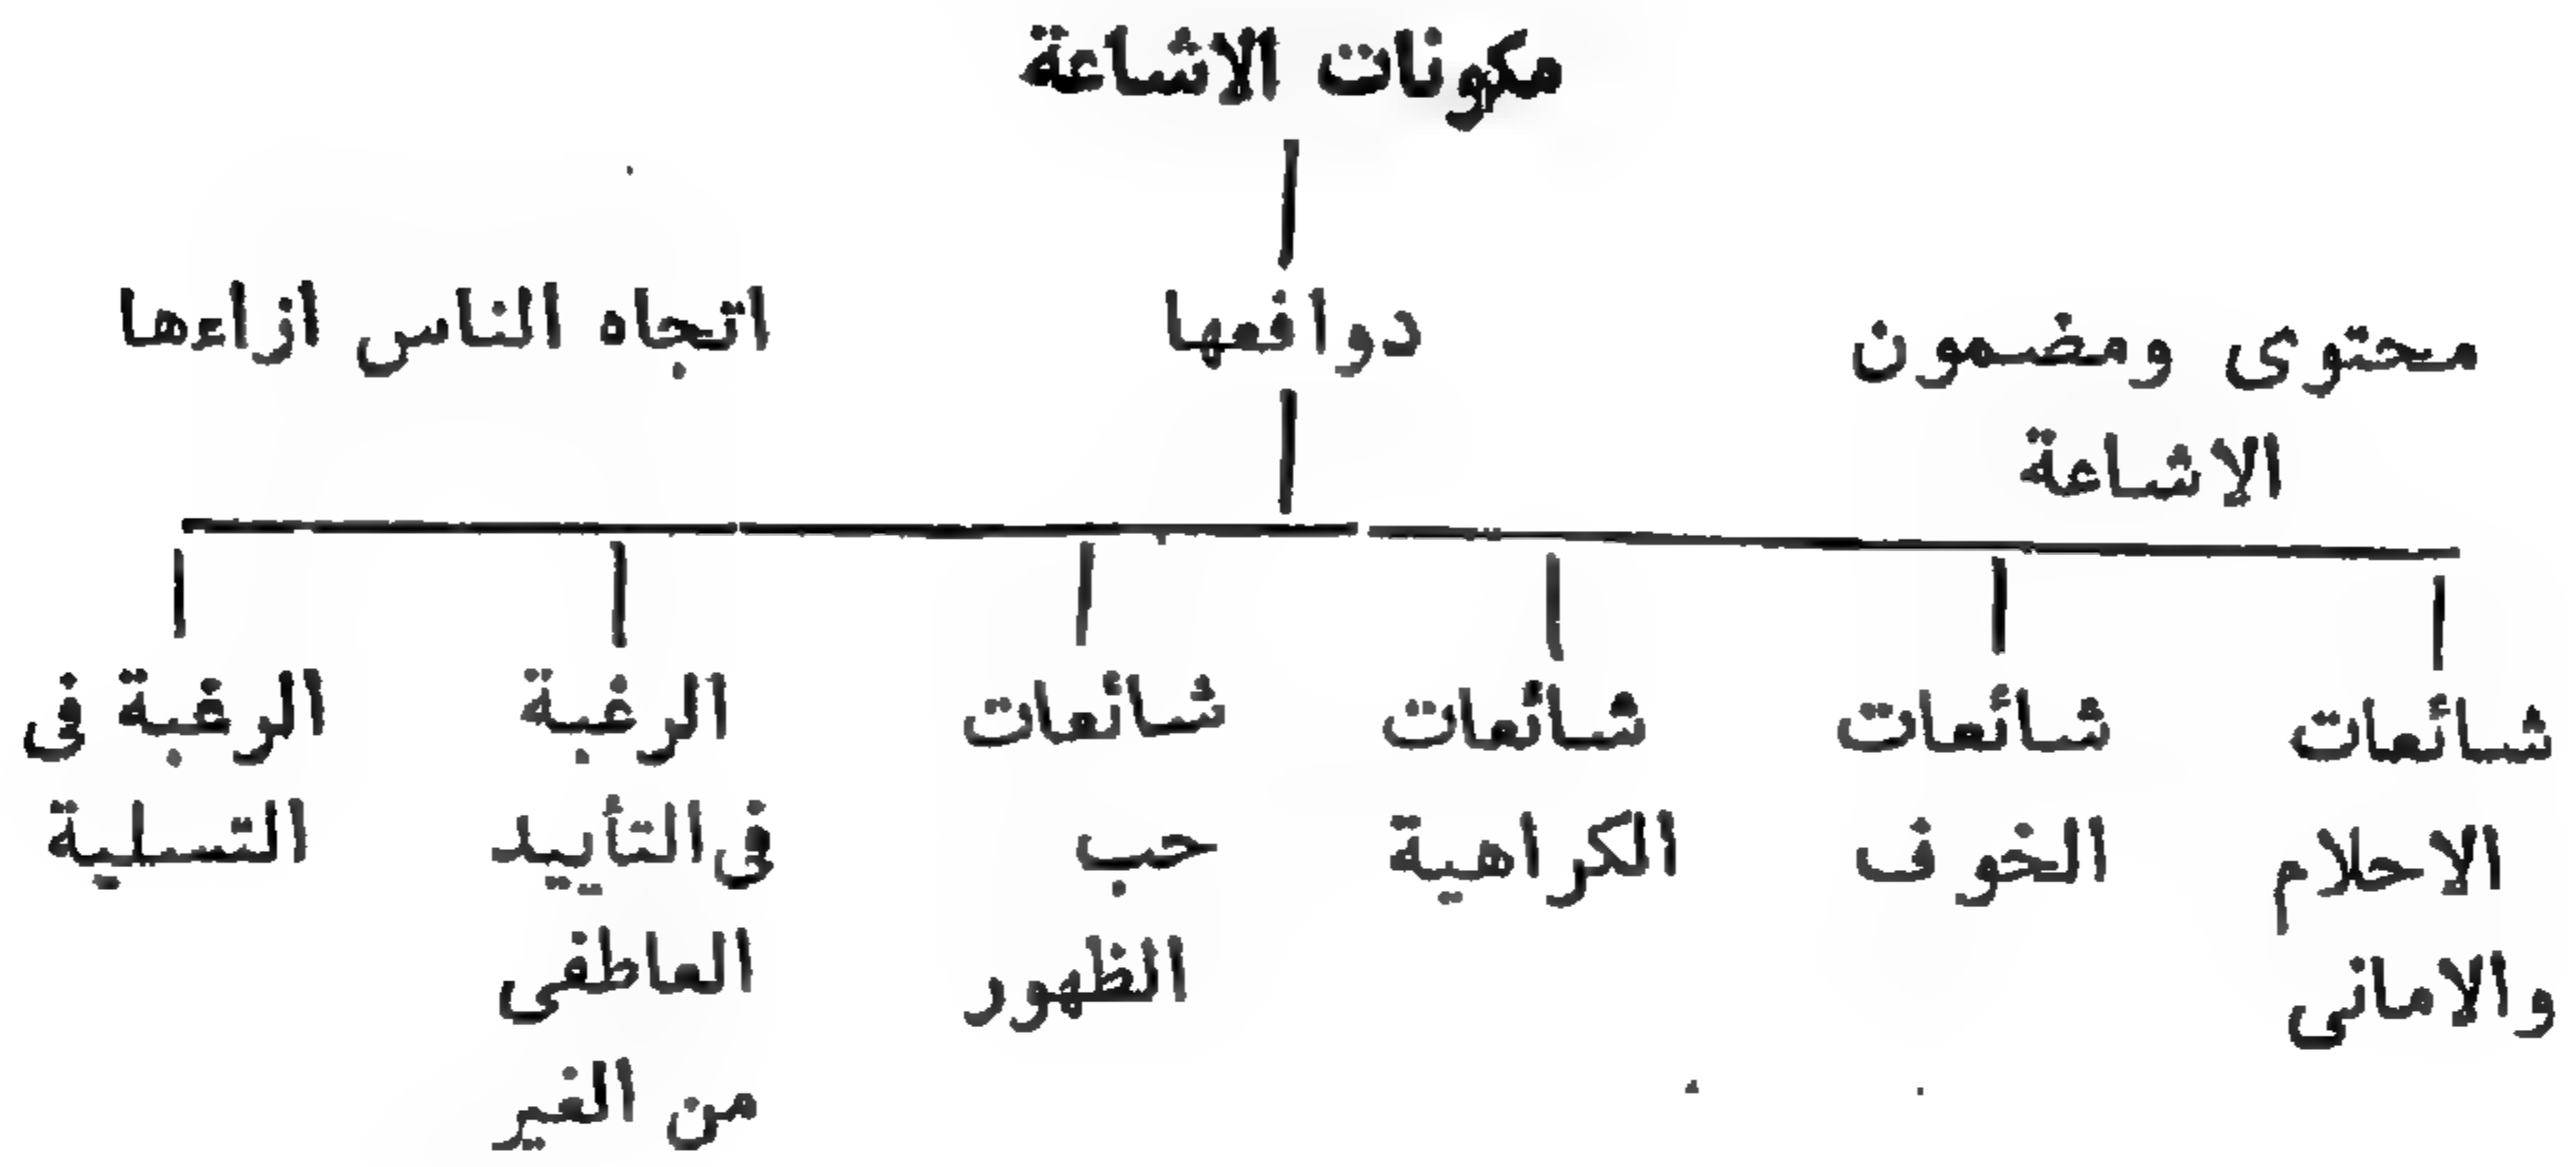 مكونات الاشاعة
محتوى ومضمون
الاشاعة
دوافعها
اتجاه الناس ازاءها
شائعات
الاحلام
والامانى
شائعات
الخوف
شائعات
الكراهية
شائعات
حب
الظهور
الرغبة
فى التأييد
العاطفى
من الغير
الرغبة فى
التسلية